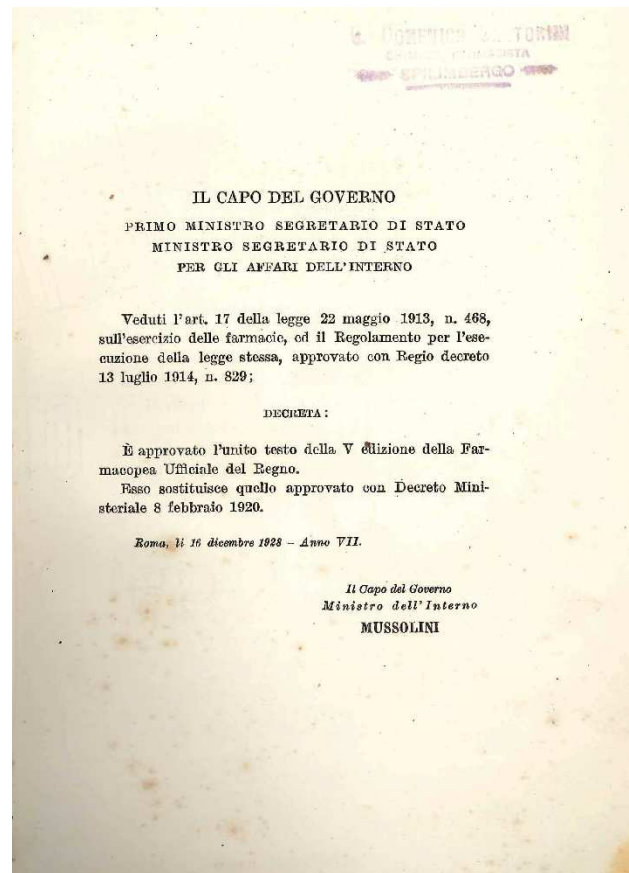 DOMENICO
SPILIMBERGO
IL CAPO DEL GOVERNO
PRIMO MINISTRO SEGRETARIO DI STATO
MINISTRO SEGRETARIO DI STATO
PER GLI AFFARI DELL'INTERNO
Veduti l'art. 17 della legge 22 maggio 1913, n. 468,
sull'esercizio delle farmacie, ed il Regolamento per l'ese-
cuzione della legge stessa, approvato con Regio decreto
13 luglio 1914, n. 829;
DECRETA:
È approvato l'unito testo della V edizione della Far-
macopea Ufficiale del Regno.
Esso sostituisce quello approvato con Decreto Mini-
steriale 8 febbraio 1920.
Roma, li 16 dicembre 1928 – Anno VII.
Il Capo del Governo
Ministro dell'Interno
MUSSOLINI